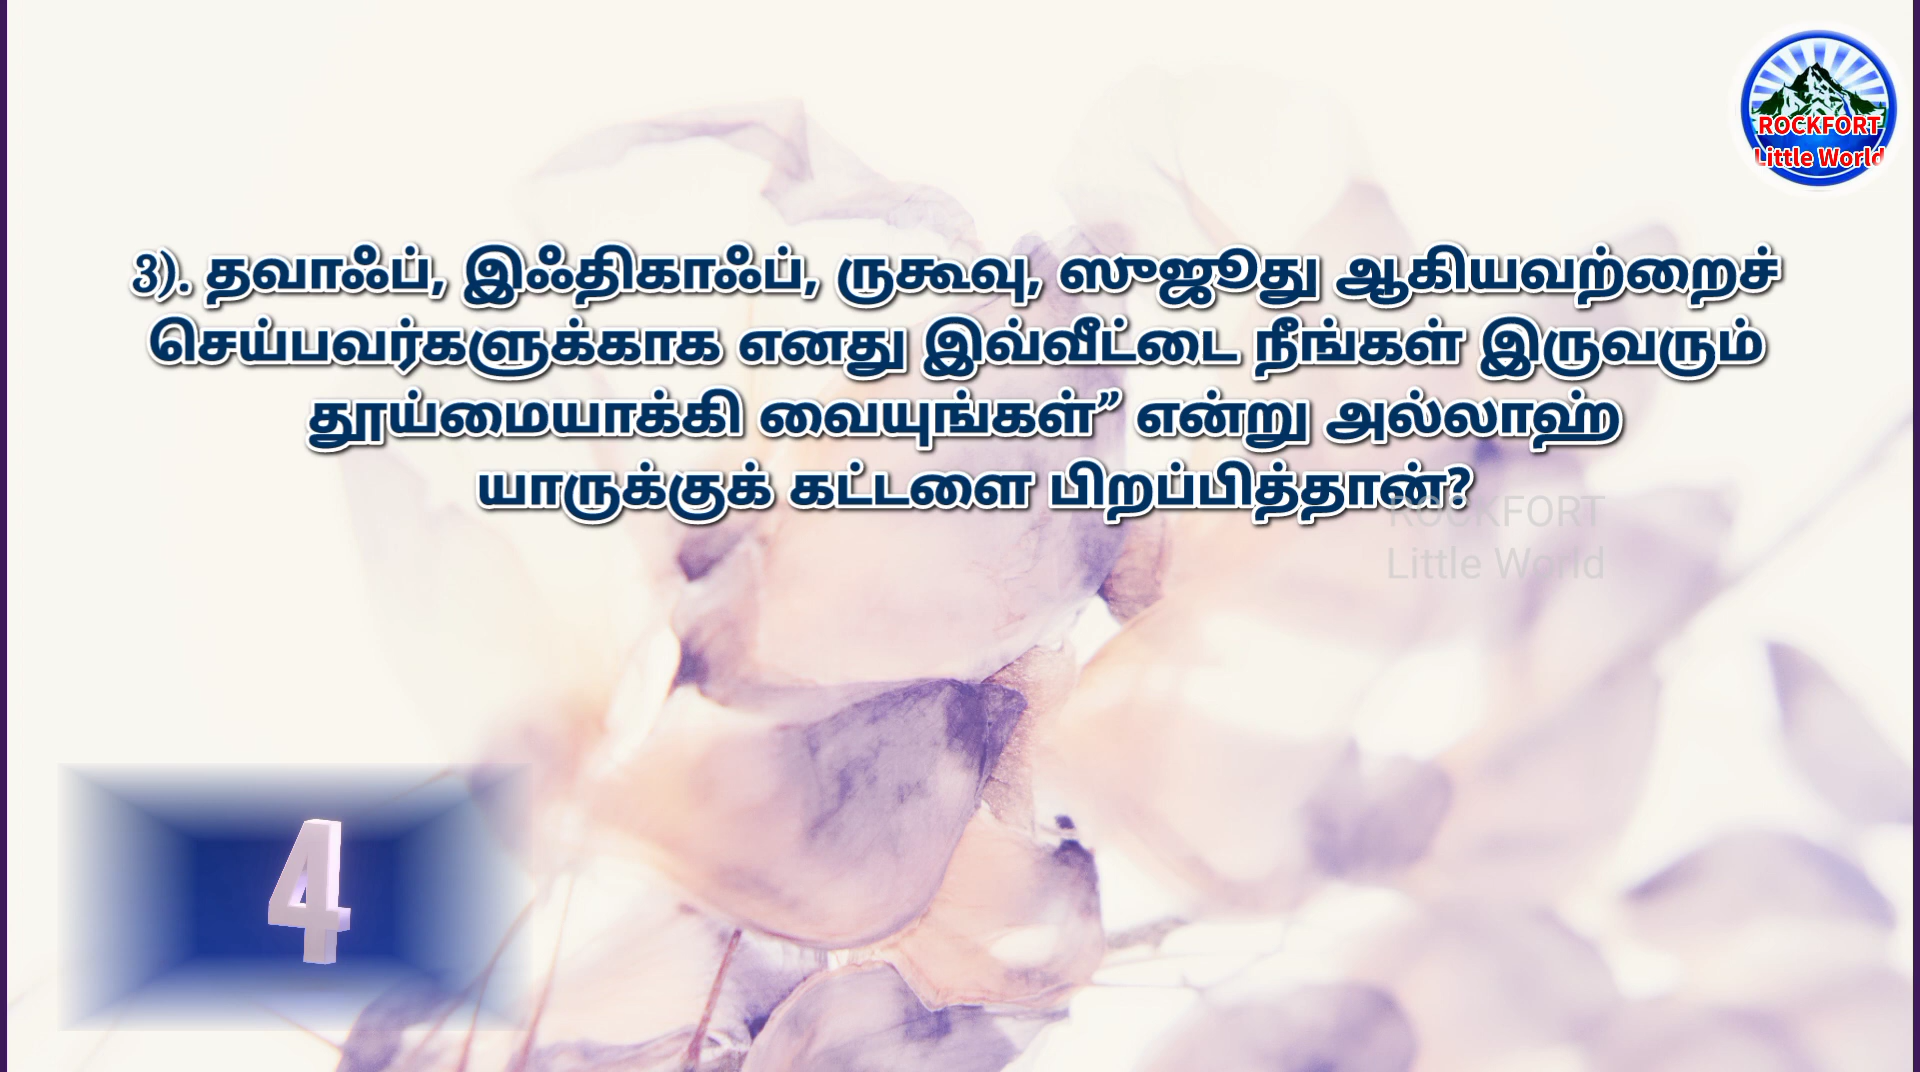 ROCKFORT
Little World
3). தவாஃப், இஃதிகாஃப், ருகூவு, ஸுஜூது ஆகியவற்றைச்
செய்பவர்களுக்காக எனது இவ்வீட்டை நீங்கள் இருவரும்
தூய்மையாக்கி வையுங்கள்” என்று அல்லாஹ்
யாருக்குக் கட்டளை பிறப்பித்தான்?
ROCKFORT
Little World
4